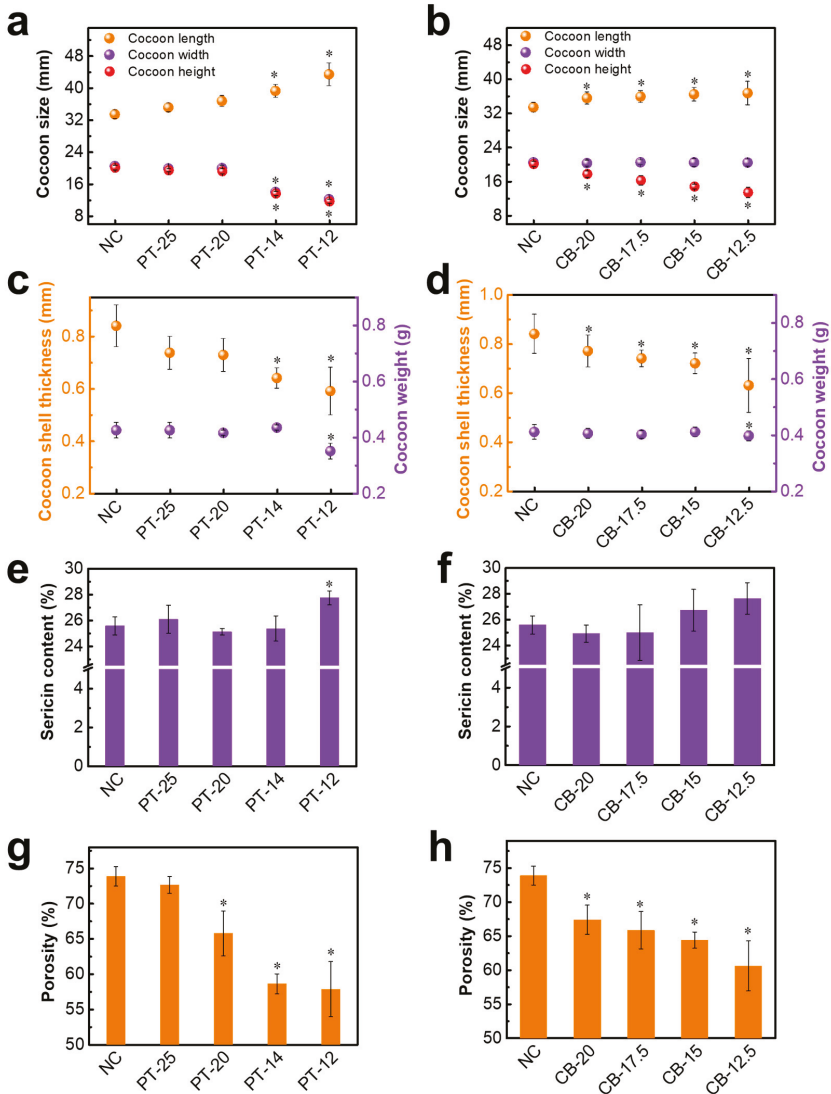 a
Cocoon length
Cocoon width
Cocoon height
Cocoon size (mm)
48
40
32
24
16
8
* *
* *
* *
NC PT-25 PT-20 PT-14 PT-12
b
Cocoon length
Cocoon width
Cocoon height
Cocoon size (mm)
48
40
32
24
16
8
* * * *
* * * *
NC CB-20 CB-17.5 CB-15 CB-12.5
c
Cocoon shell thickness (mm)
0.8
0.6
0.4
0.2
Cocoon weight (g)
0.8
0.6
0.4
0.2
* *
*
NC PT-25 PT-20 PT-14 PT-12
d
Cocoon shell thickness (mm)
1.0
0.8
0.6
0.4
0.2
Cocoon weight (g)
0.8
0.6
0.4
0.2
* * * *
*
NC CB-20 CB-17.5 CB-15 CB-12.5
e
Sericin content (%)
30
28
26
24
4
2
0
*
NC PT-25 PT-20 PT-14 PT-12
f
Sericin content (%)
30
28
26
24
4
2
0
NC CB-20 CB-17.5 CB-15 CB-12.5
g
Porosity (%)
75
70
65
60
55
50
* * *
NC PT-25 PT-20 PT-14 PT-12
h
Porosity (%)
75
70
65
60
55
50
* * * *
NC CB-20 CB-17.5 CB-15 CB-12.5